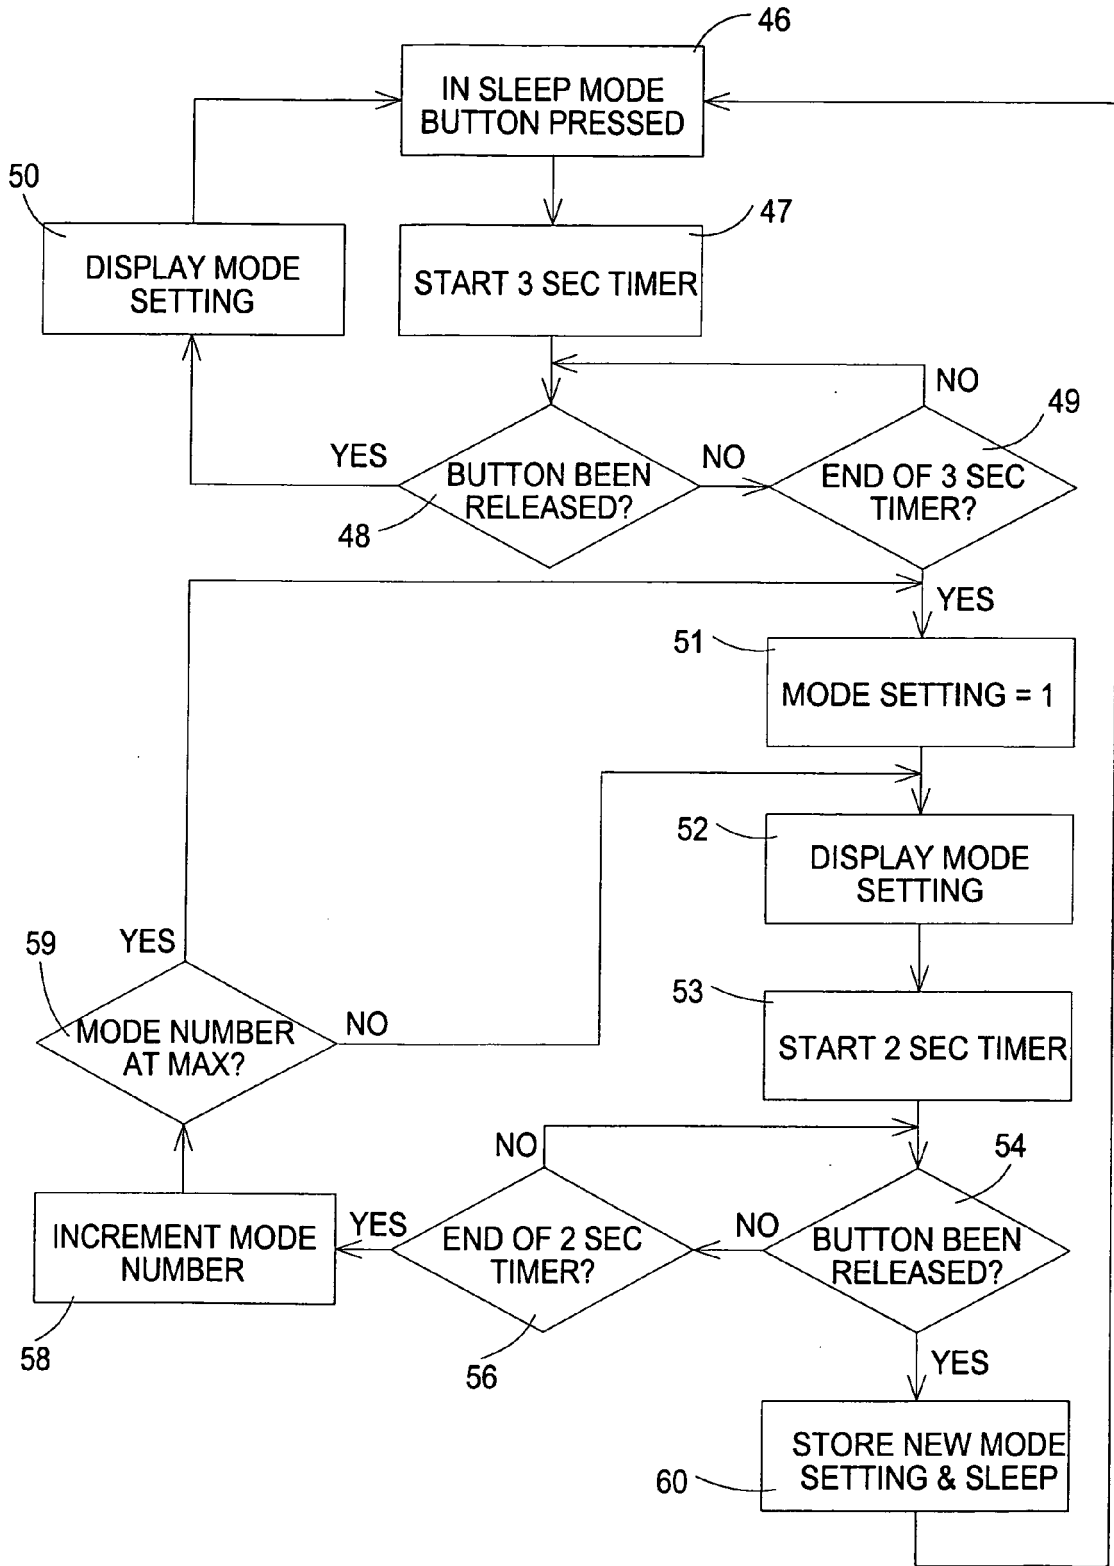 46
IN SLEEP MODE
BUTTON PRESSED
50
47
DISPLAY MODE
SETTING
START 3 SEC TIMER
NO
49
YES
BUTTON BEEN
RELEASED?
NO
END OF 3 SEC
TIMER?
48
YES
51
MODE SETTING = 1
52
DISPLAY MODE
SETTING
59
YES
53
MODE NUMBER
AT MAX?
NO
START 2 SEC TIMER
NO
54
INCREMENT MODE
NUMBER
YES
END OF 2 SEC
TIMER?
NO
BUTTON BEEN
RELEASED?
58
56
YES
STORE NEW MODE
SETTING & SLEEP
60